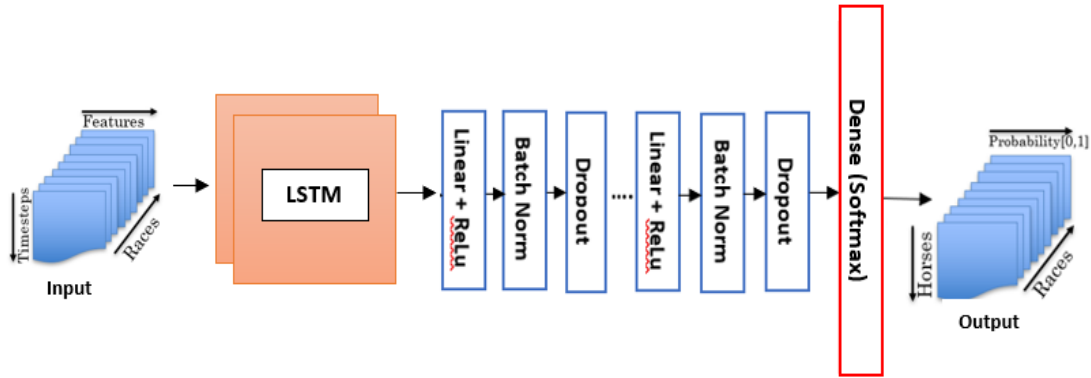 Features
Timesteps
Races
Input
LSTM
Linear + ReLu
Batch Norm
Dropout
.....
Linear + ReLu
Batch Norm
Dropout
Dense (Softmax)
Probability[0,1]
Horses
Races
Output